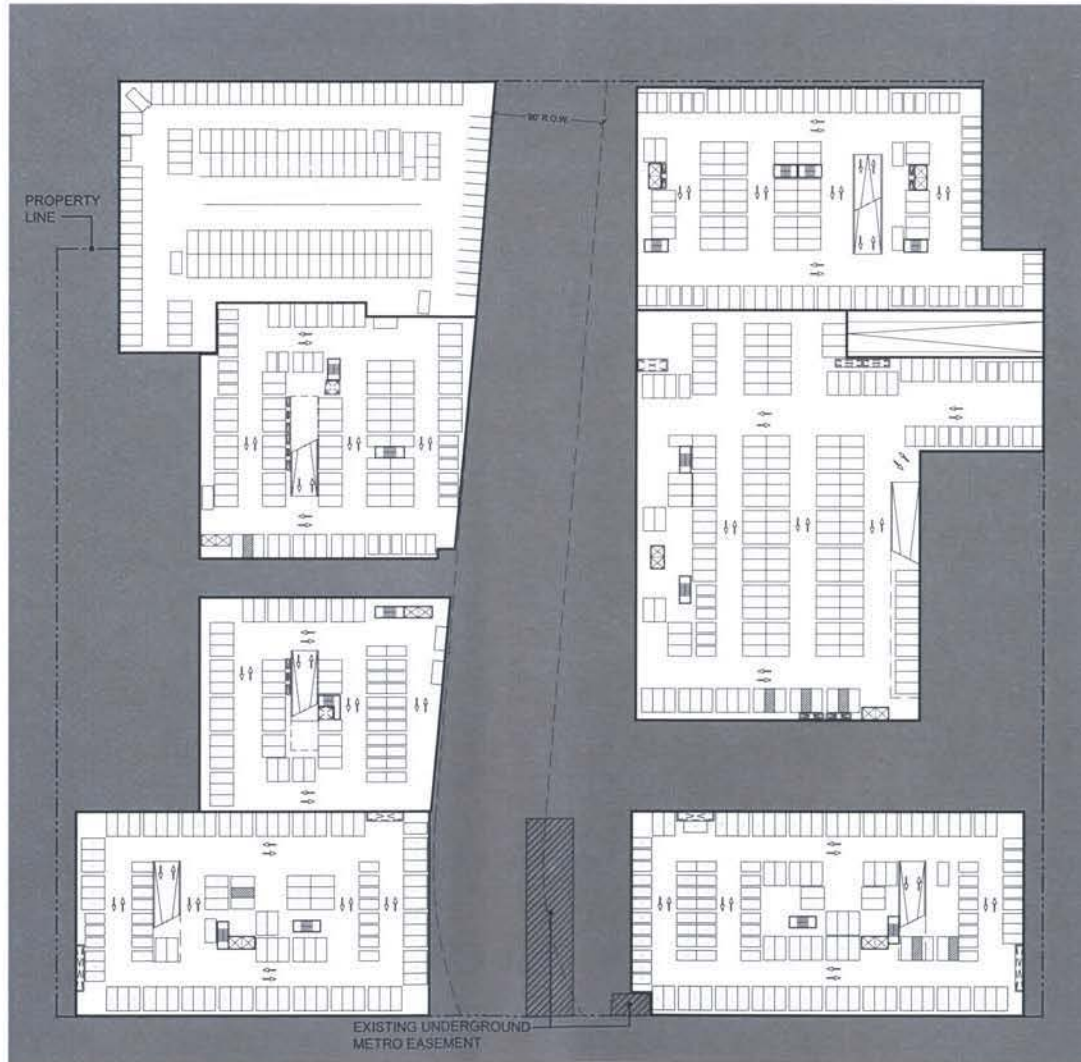 90' R.O.W.
PROPERTY
LINE
EXISTING UNDERGROUND
METRO EASEMENT